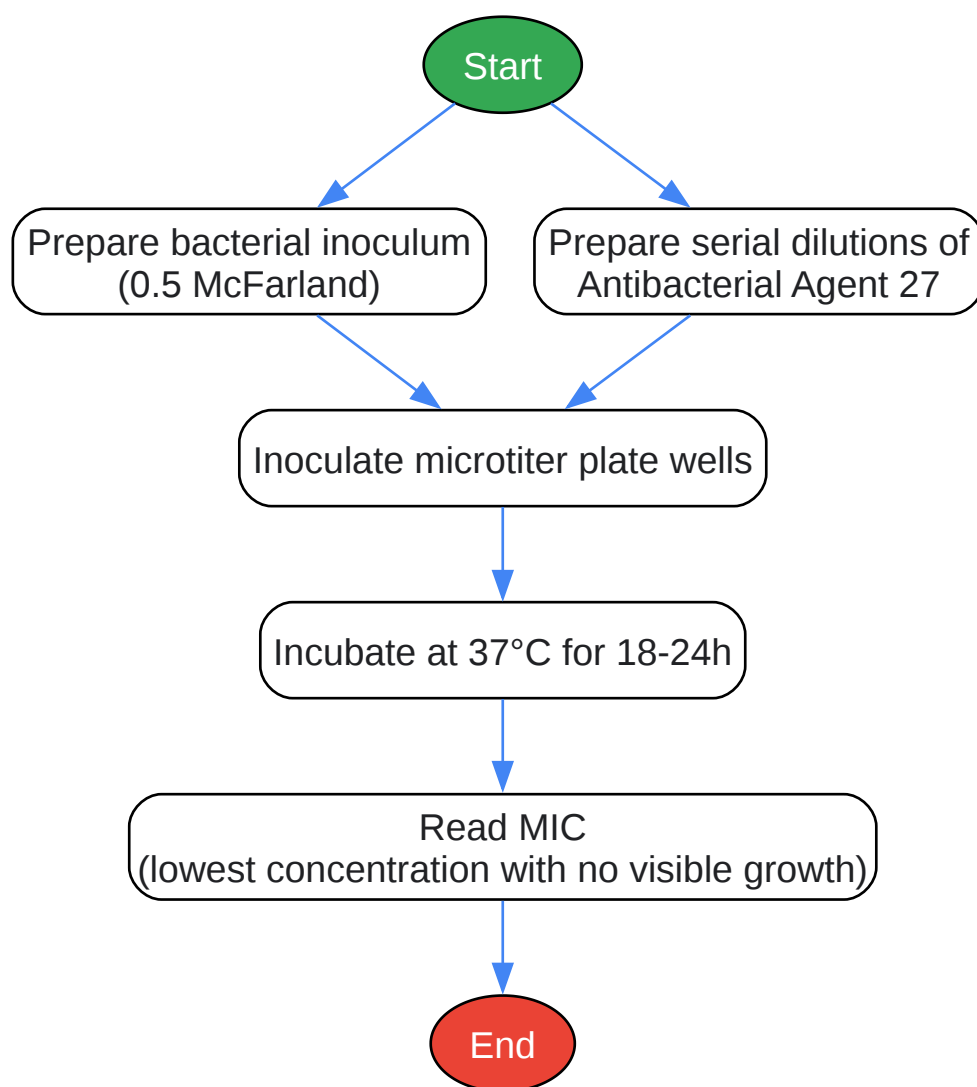 Start
Prepare bacterial inoculum
(0.5 McFarland)
Prepare serial dilutions of
Antibacterial Agent 27
Inoculate microtiter plate wells
Incubate at 37°C for 18-24h
Read MIC
(lowest concentration with no visible growth)
End